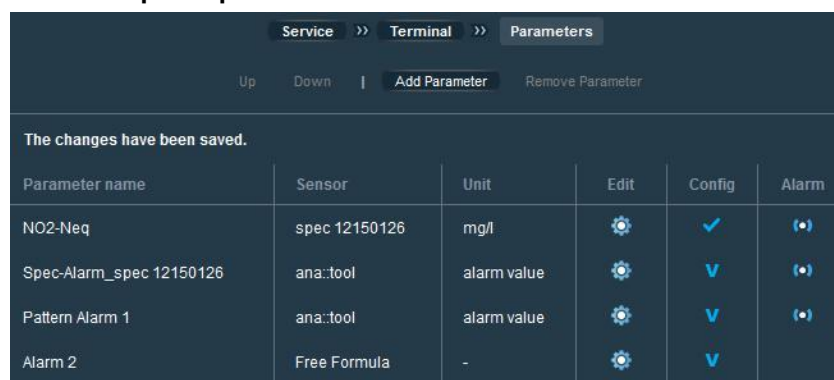 Service » Terminal » Parameters
Up Down | Add Parameter Remove Parameter
The changes have been saved.
Parameter name Sensor Unit Edit Config Alarm
NO2-Neq spec 12150126 mg/l
Spec-Alarm_spec 12150126 ana::tool alarm value V
Pattern Alarm 1 ana::tool alarm value V
Alarm 2 Free Formula - V